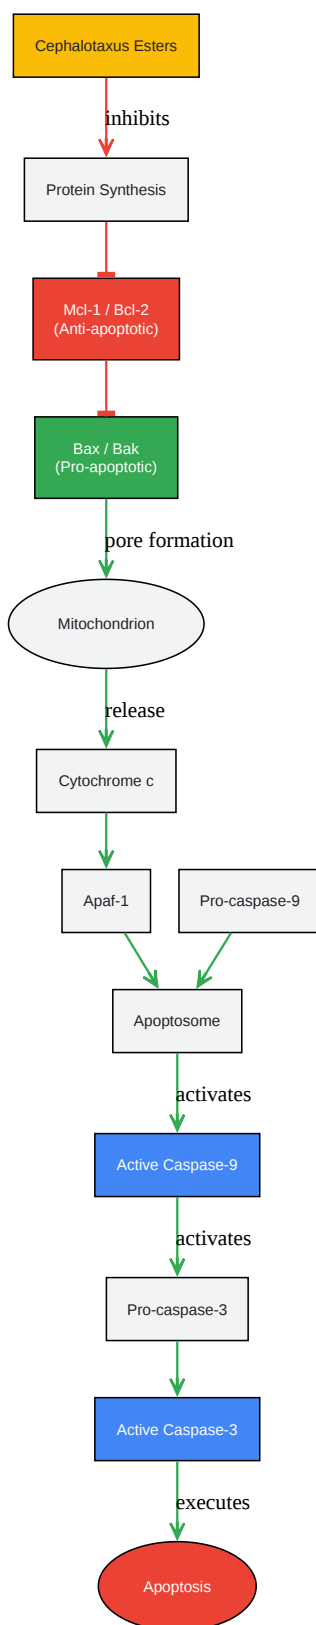 Cephalotaxus Esters
inhibits
Protein Synthesis
Mcl-1 / Bcl-2
(Anti-apoptotic)
Bax / Bak
(Pro-apoptotic)
pore formation
Mitochondrion
release
Cytochrome c
Apaf-1
Pro-caspase-9
Apoptosome
activates
Active Caspase-9
activates
Pro-caspase-3
Active Caspase-3
executes
Apoptosis